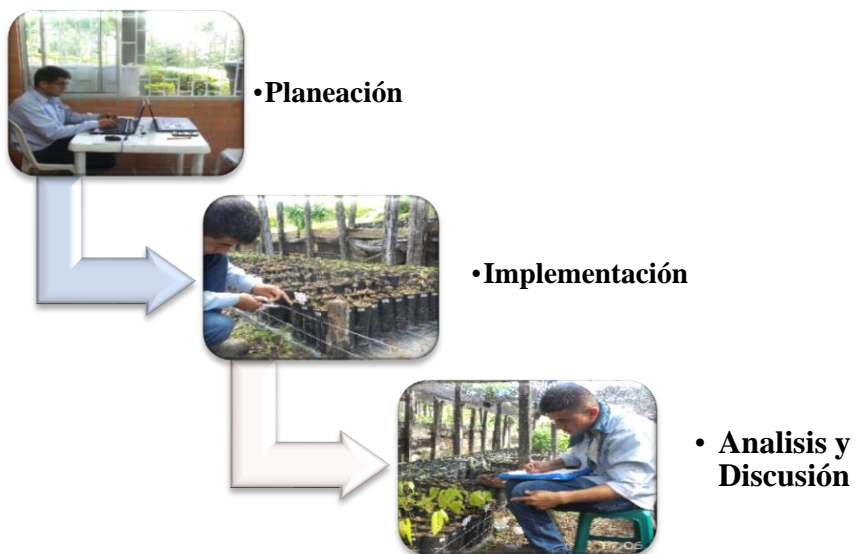 •Planeación
•Implementación
• Analisis y
Discusión